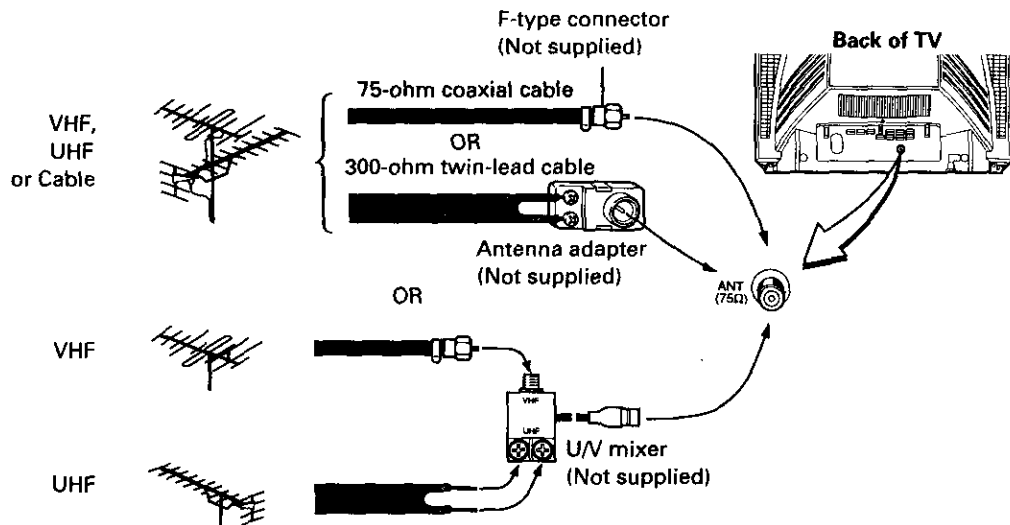 F-type connector
(Not supplied)
Back of TV
75-ohm coaxial cable
VHF,
UHF
or Cable
OR
300-ohm twin-lead cable
Antenna adapter
(Not supplied)
ANT
(75Ω)
OR
VHF
VHF
UHF
U/V mixer
(Not supplied)
UHF